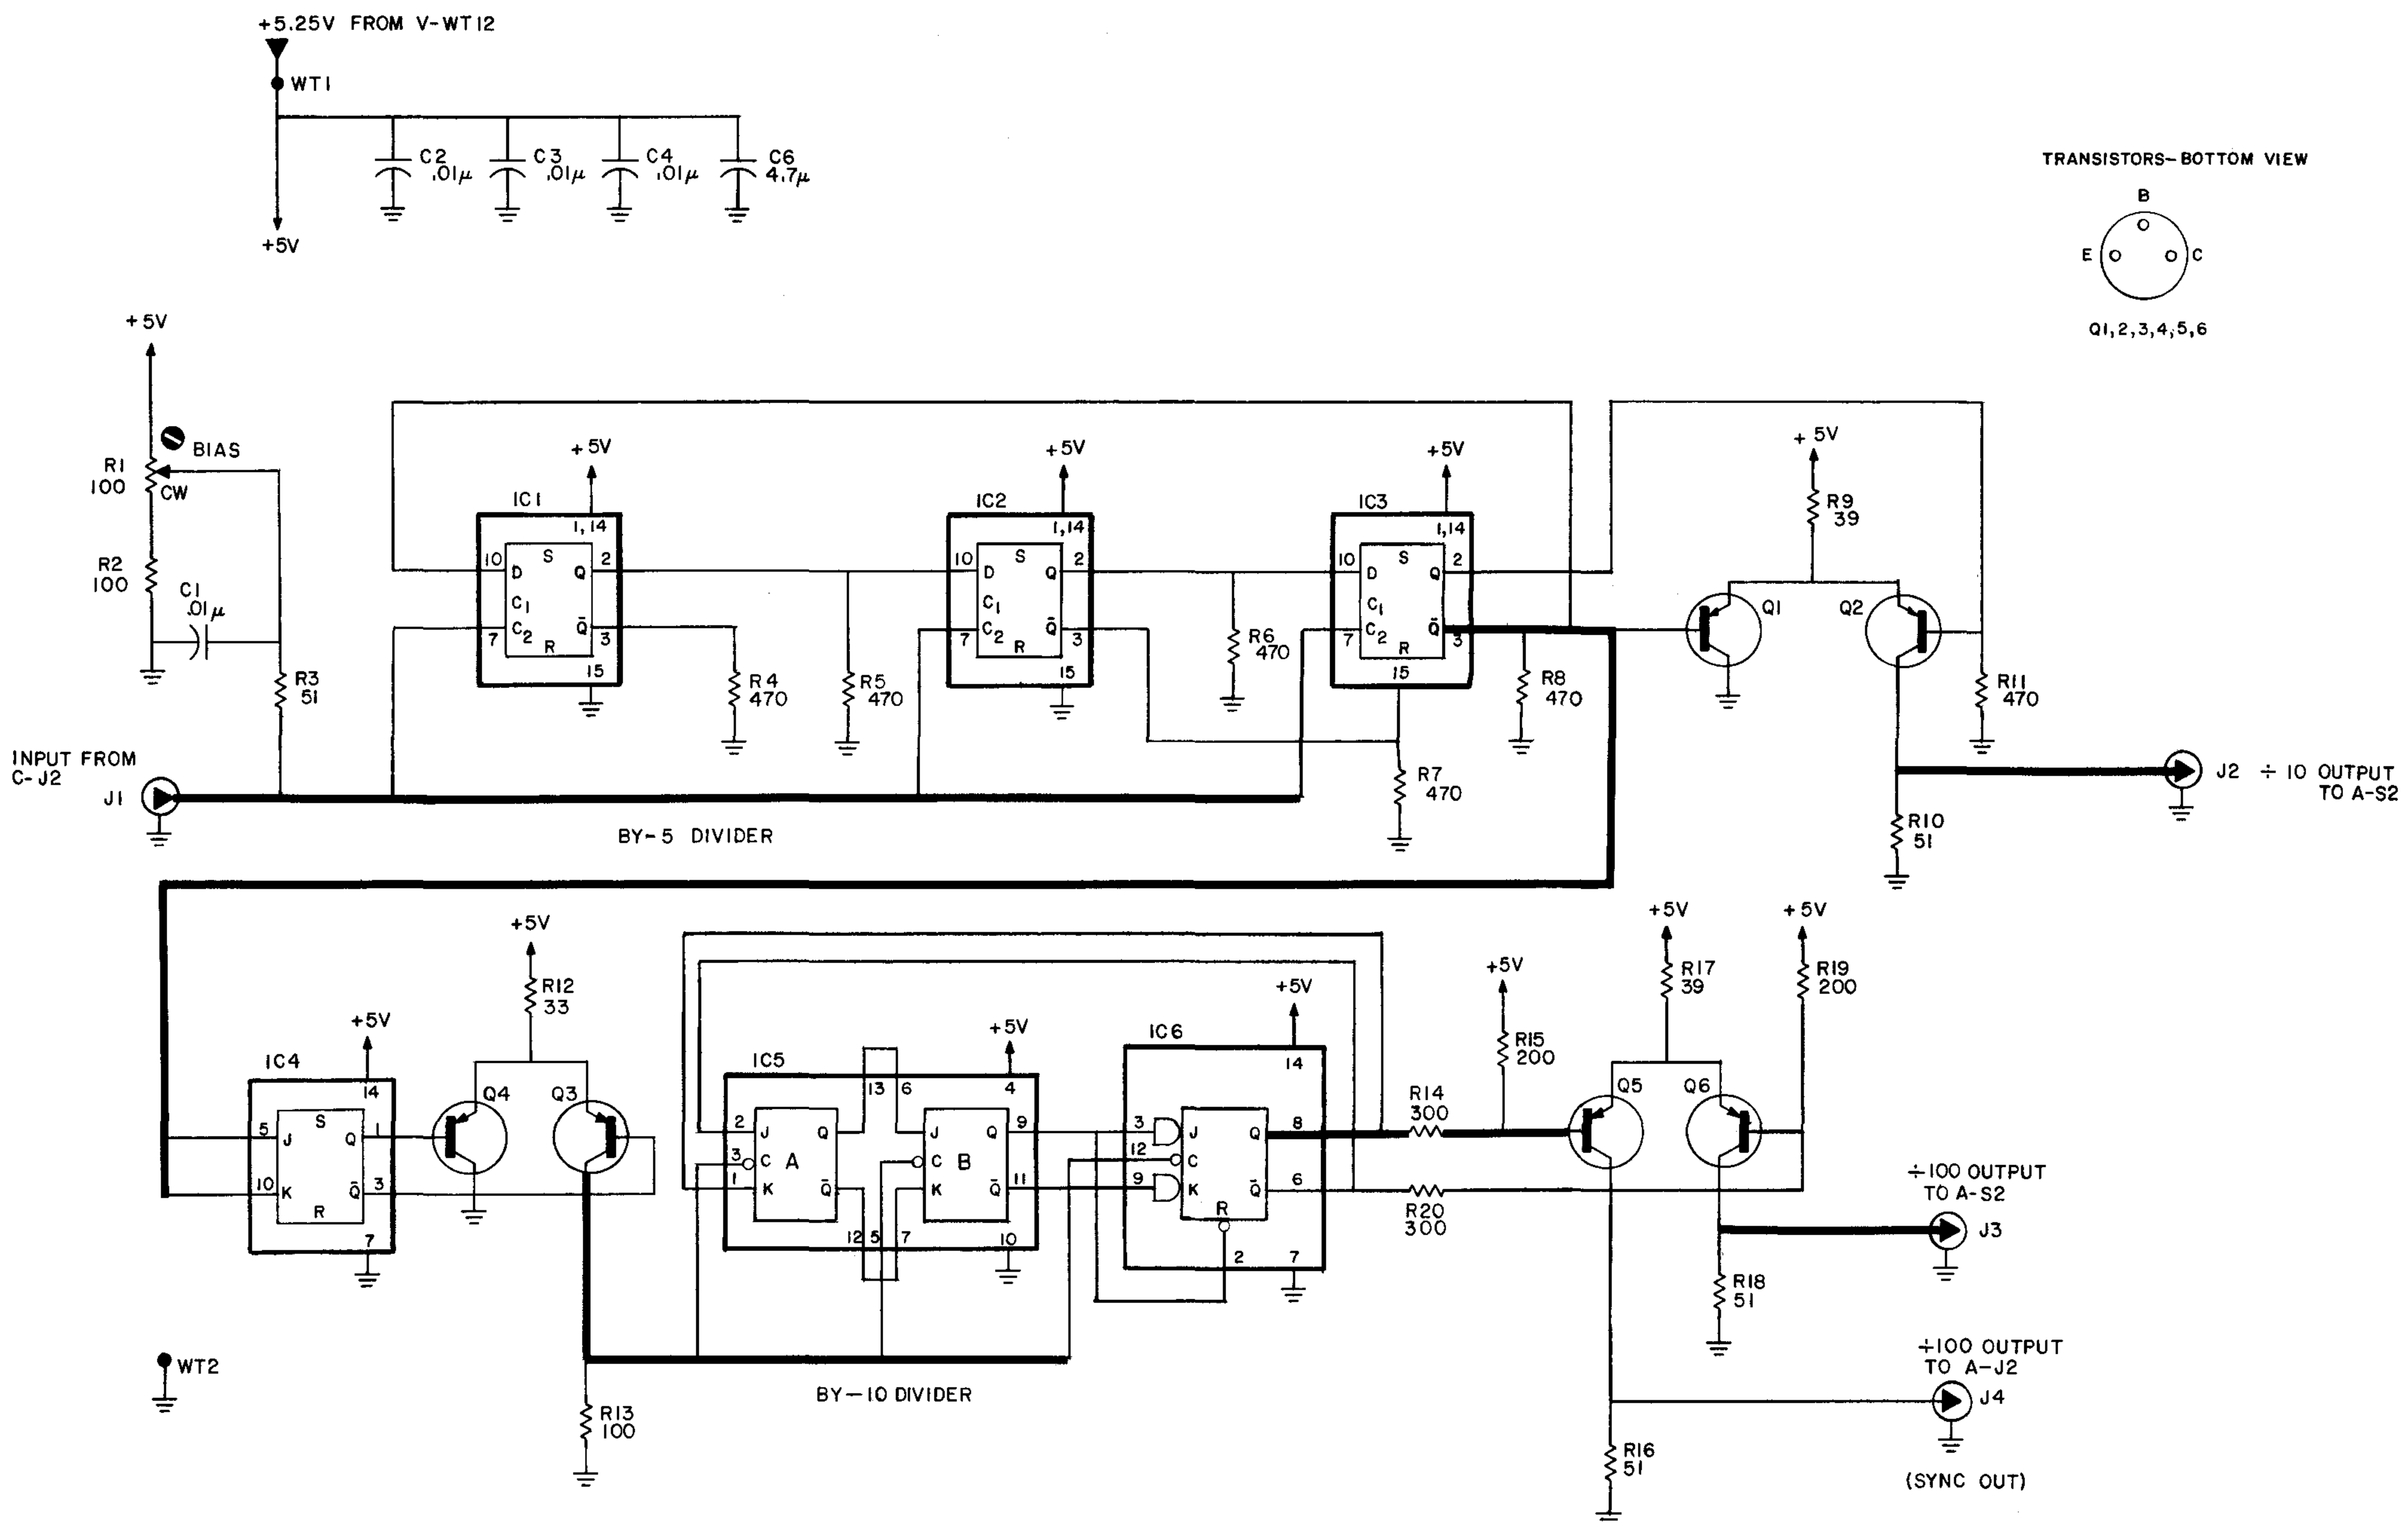 +5.25V FROM V-WT12
WT1
C2
.01μ
C3
.01μ
C4
.01μ
C6
4.7μ
+5V
TRANSISTORS-BOTTOM VIEW
B
E
C
Q1,2,3,4,5,6
+5V
BIAS
R1
100
CW
R2
100
C1
.01μ
R3
51
INPUT FROM
C-J2
J1
+5V
IC1
1,14
10
S
2
D
Q
C1
C2
Q̄
7
R
3
15
R4
470
R5
470
+5V
IC2
1,14
10
S
2
D
Q
C1
C2
Q̄
7
R
3
15
R6
470
+5V
IC3
1,14
10
S
2
D
Q
C1
C2
Q̄
7
R
3
15
R7
470
R8
470
BY-5 DIVIDER
+5V
R9
39
Q1
Q2
R11
470
R10
51
J2
÷ 10 OUTPUT
TO A-S2
+5V
IC4
14
5
S
J
Q
1
10
K
Q̄
3
R
7
+5V
R12
33
Q4
Q3
R13
100
WT2
+5V
IC5
13
6
4
2
J
Q
J
Q
9
3
C
A
C
B
1
K
Q̄
K
Q̄
11
12
5
7
10
BY-10 DIVIDER
+5V
IC6
14
3
J
Q
8
12
C
9
K
Q̄
6
R
2
7
+5V
R15
200
R14
300
R20
300
+5V
R17
39
+5V
R19
200
Q5
Q6
÷100 OUTPUT
TO A-S2
J3
R18
51
÷100 OUTPUT
TO A-J2
J4
R16
51
(SYNC OUT)